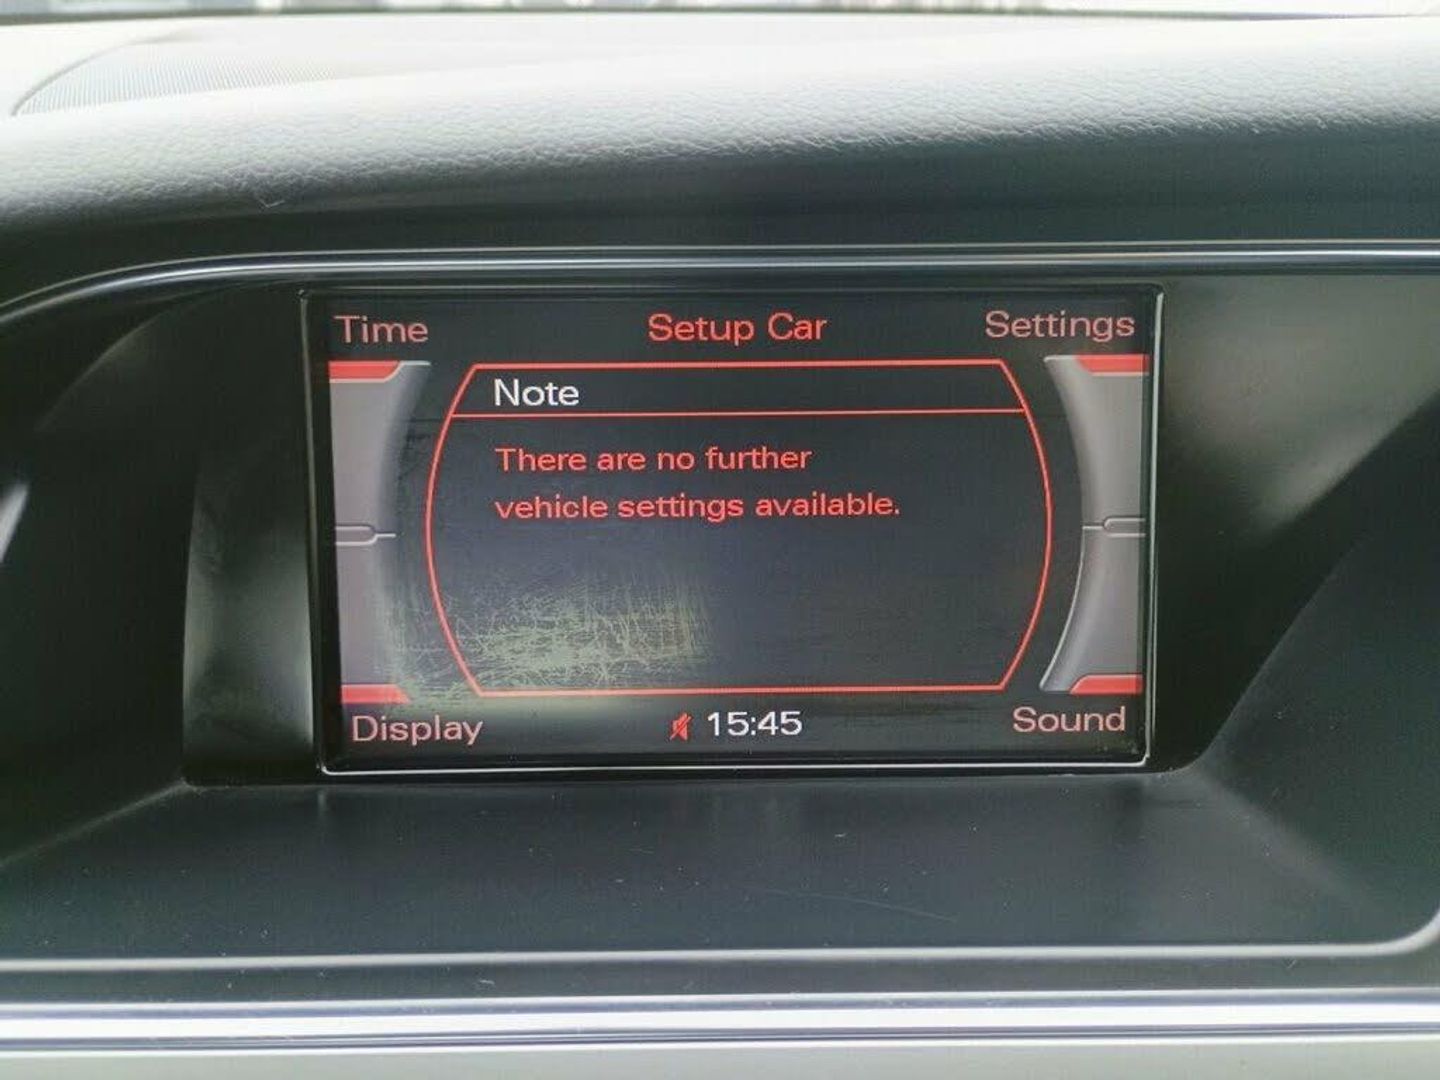 Time
Setup Car
Settings
Note
There are no further
vehicle settings available.
Display
15:45
Sound